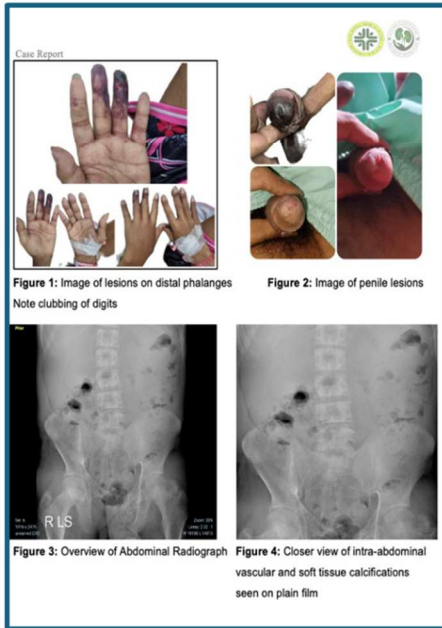 Case Report
Figure 1: Image of lesions on distal phalanges
Note clubbing of digits
Figure 2: Image of penile lesions
R LS
Figure 3: Overview of Abdominal Radiograph
Figure 4: Closer view of intra-abdominal
vascular and soft tissue calcifications
seen on plain film